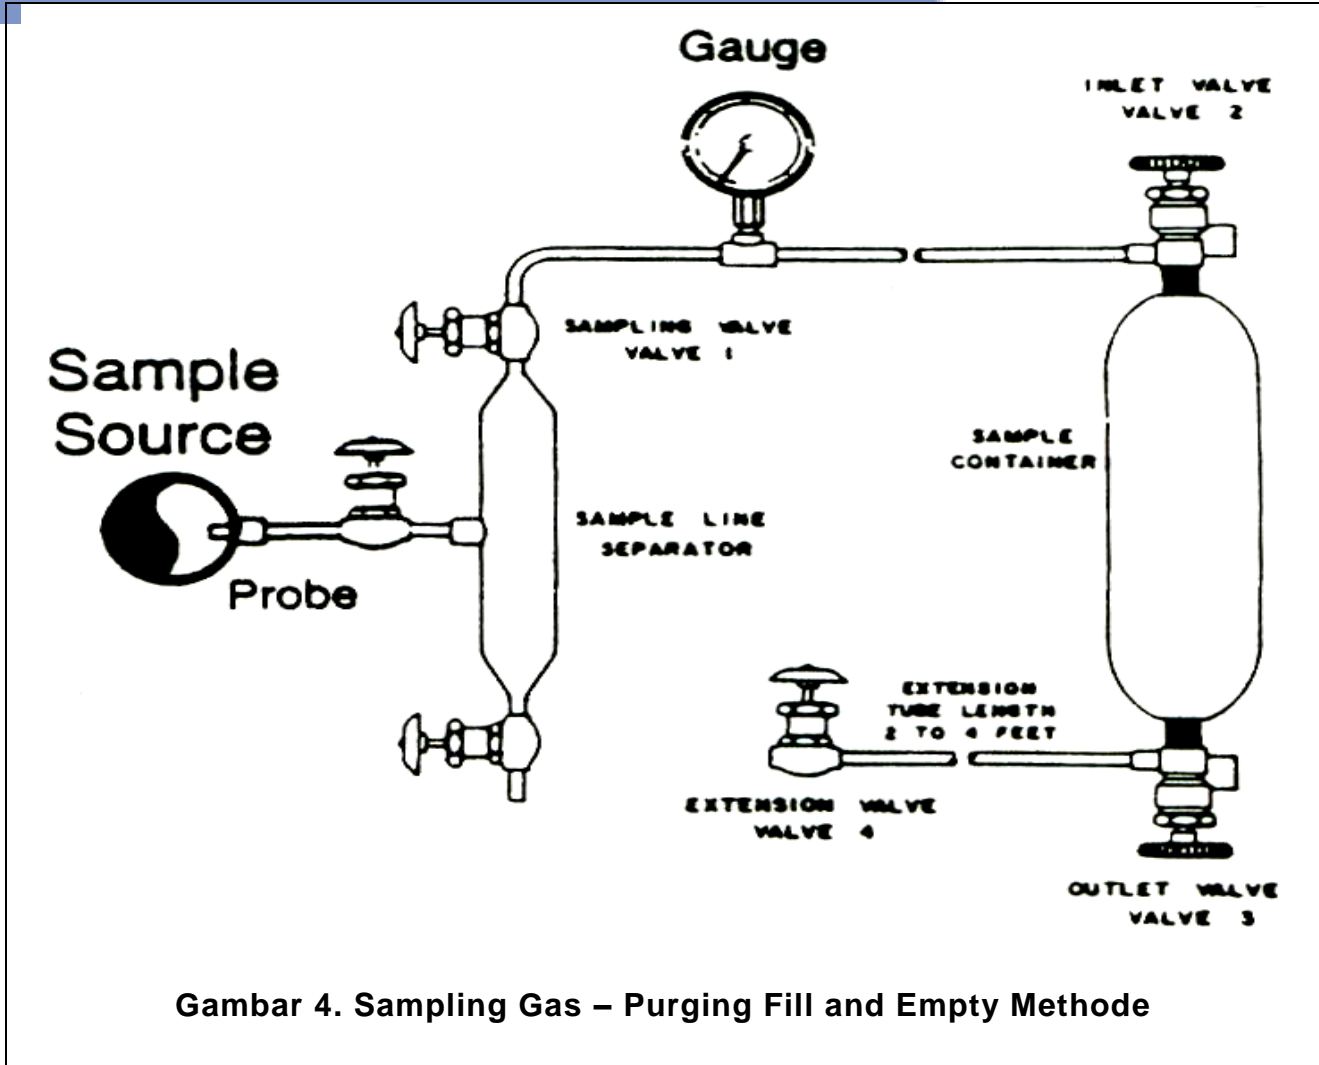 Gauge
INLET VALVE
VALVE 2
SAMPLING VALVE
VALVE 1
Sample
Source
SAMPLE
CONTAINER
SAMPLE LINE
SEPARATOR
Probe
EXTENSION
TUBE LENGTH
2 TO 4 FEET
EXTENSION VALVE
VALVE 4
OUTLET VALVE
VALVE 3
Gambar 4. Sampling Gas – Purging Fill and Empty Methode